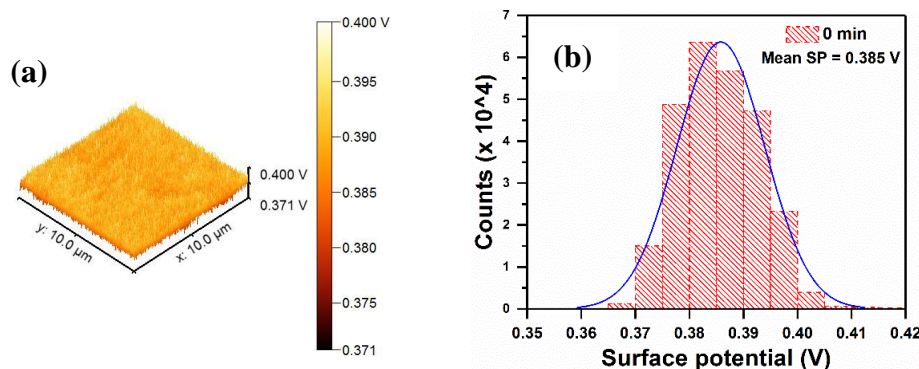 (a)
0.400 V
0.395
0.390
0.385
0.380
0.375
0.371
0.400 V
0.371 V
y: 10.0 µm
x: 10.0 µm
(b)
0 min
Mean SP = 0.385 V
Counts (x 10^4)
7
6
5
4
3
2
1
0
0.35 0.36 0.37 0.38 0.39 0.40 0.41 0.42
Surface potential (V)